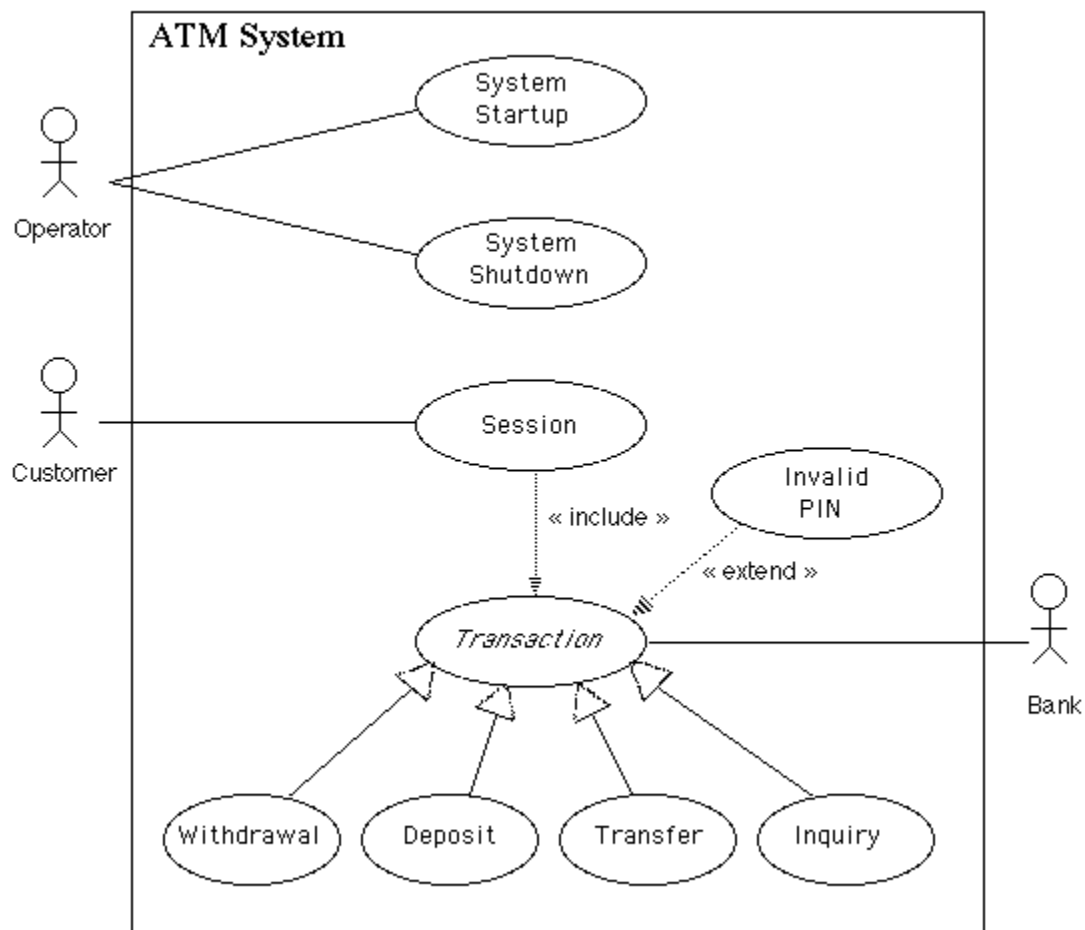 ATM System
System
Startup
Operator
System
Shutdown
Customer
Session
Invalid
PIN
« include »
« extend »
Transaction
Bank
Withdrawal
Deposit
Transfer
Inquiry